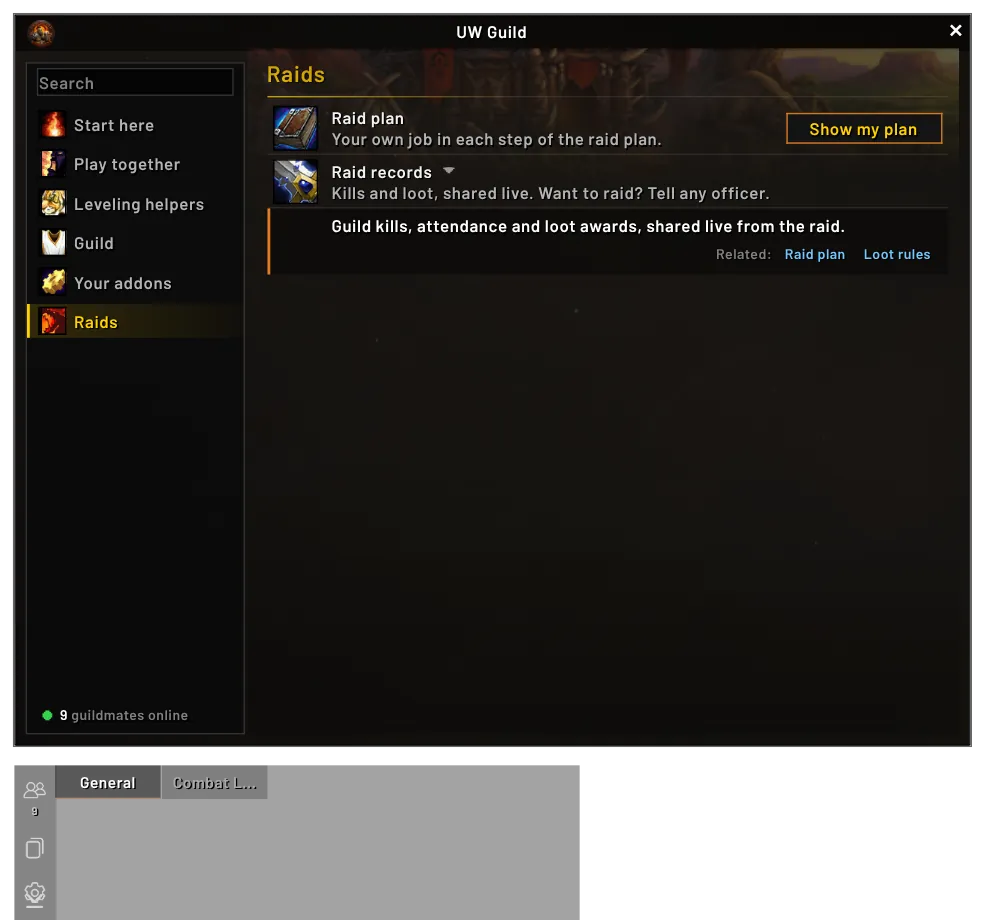 UW Guild
Search
Start here
Play together
Leveling helpers
Guild
Your addons
Raids
9 guildmates online
Raids
Raid plan
Your own job in each step of the raid plan.
Show my plan
Raid records
Kills and loot, shared live. Want to raid? Tell any officer.
Guild kills, attendance and loot awards, shared live from the raid.
Related: Raid plan Loot rules
General Combat L...
9